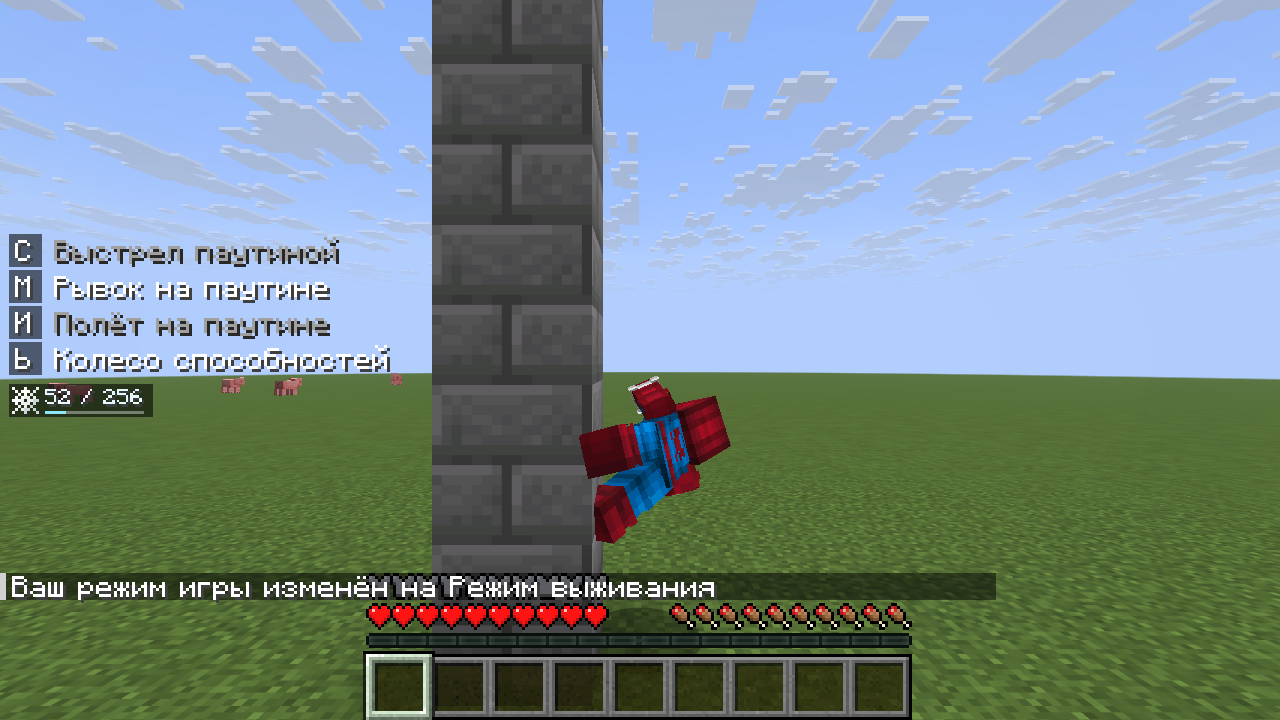 С Выстрел паутиной
М Рывок на паутине
И Полёт на паутине
Ь Колесо способностей
52 / 256
Ваш режим игры изменён на Режим выживания